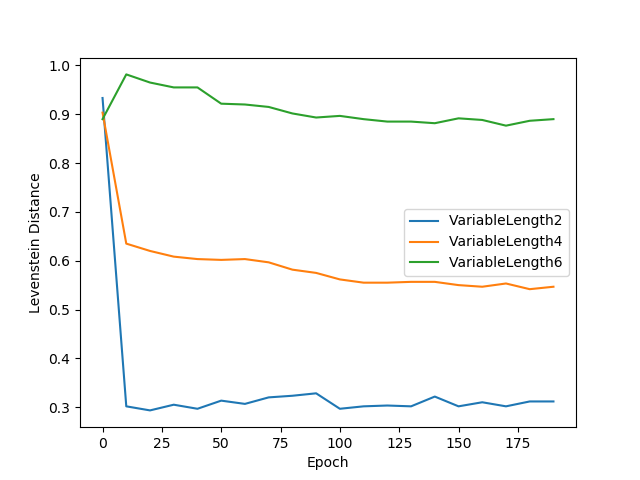 1.0
0.9
0.8
0.7
0.6
0.5
0.4
0.3
Levenstein Distance
VariableLength2
VariableLength4
VariableLength6
0 25 50 75 100 125 150 175
Epoch